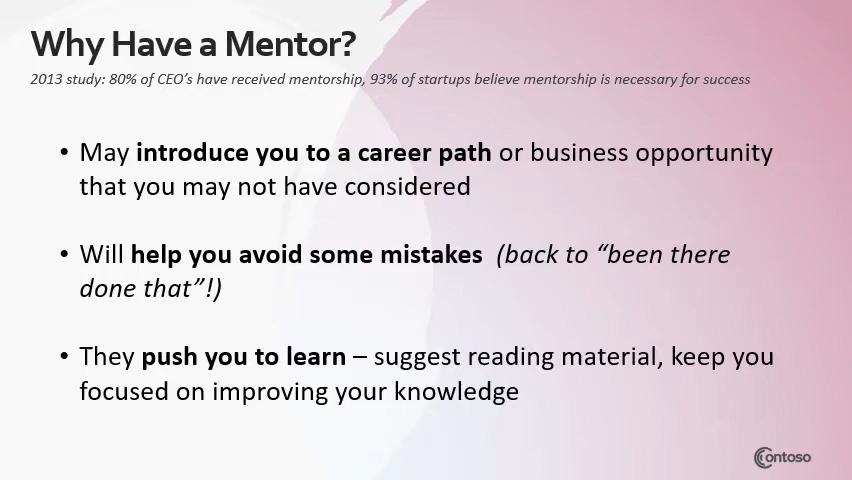 Why Have a Mentor?
2013 study: 80% of CEO's have received mentorship, 93% of startups believe mentorship is necessary for success
• May introduce you to a career path or business opportunity
that you may not have considered
• Will help you avoid some mistakes (back to “been there
done that”!)
• They push you to learn – suggest reading material, keep you
focused on improving your knowledge
Contoso